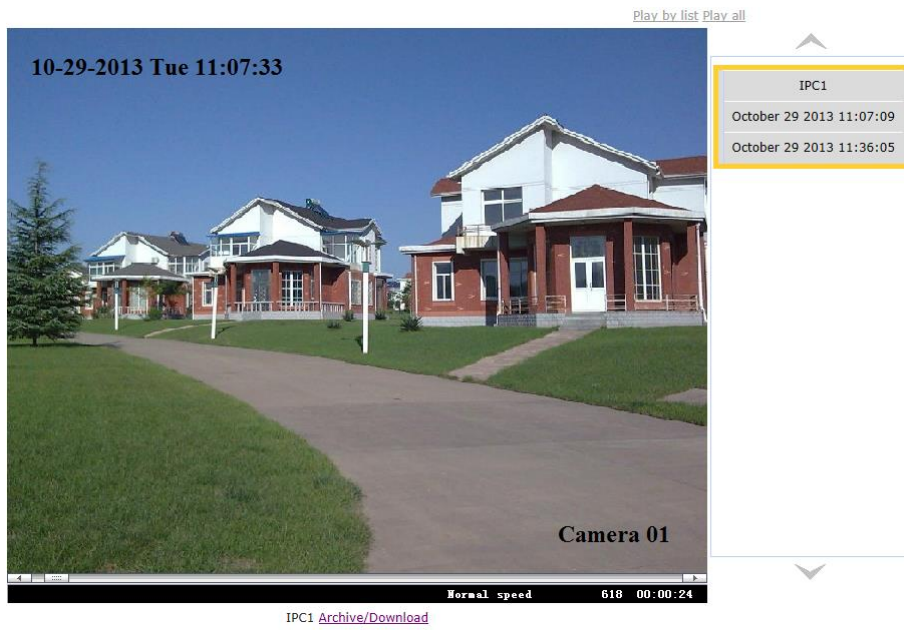 Play by list Play all
10-29-2013 Tue 11:07:33
IPC1
October 29 2013 11:07:09
October 29 2013 11:36:05
Camera 01
Normal speed 618 00:00:24
IPC1 Archive/Download